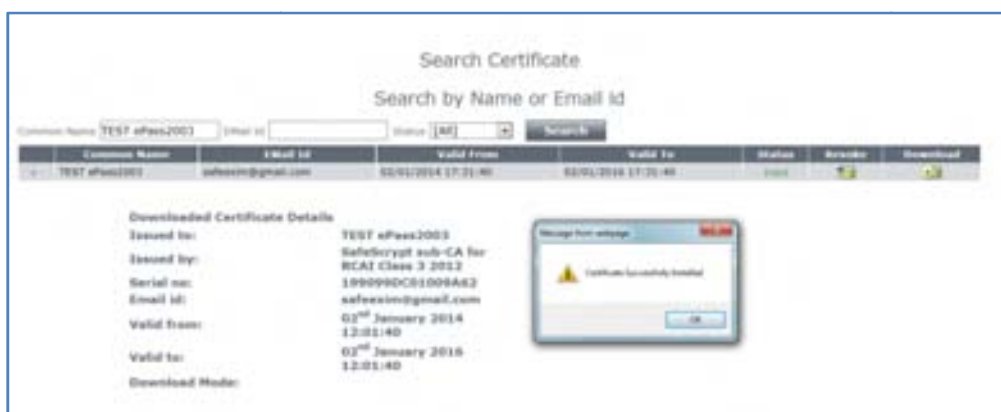 Search Certificate
Search by Name or Email id
Common Name TEST ePass2003 EMail id Status [All] Search
Common Name EMail id Valid From Valid To Status Revoke Download
TEST ePass2003 safeexim@gmail.com 02/01/2014 17:31:40 02/01/2016 17:31:40 Valid
Downloaded Certificate Details
Issued to: TEST ePass2003
Issued by: SafeScrypt sub-CA for
RCAI Class 3 2012
Serial no:
Email id: safeexim@gmail.com
Valid from: 02nd January 2014
12:01:40
Valid to: 02nd January 2016
12:01:40
Download Mode:
Message from webpage
Certificate Successfully Installed
OK